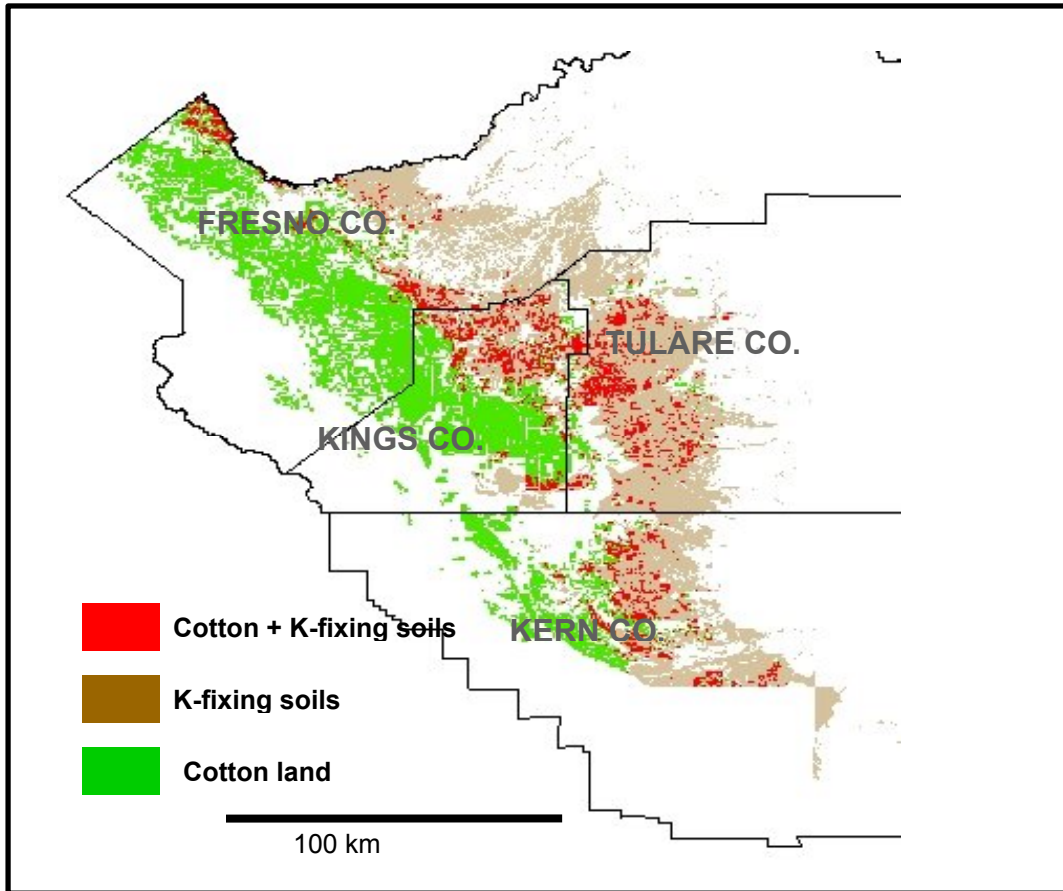 FRESNO CO.
TULARE CO.
KINGS CO.
KERN CO.
Cotton + K-fixing soils
K-fixing soils
Cotton land
100 km